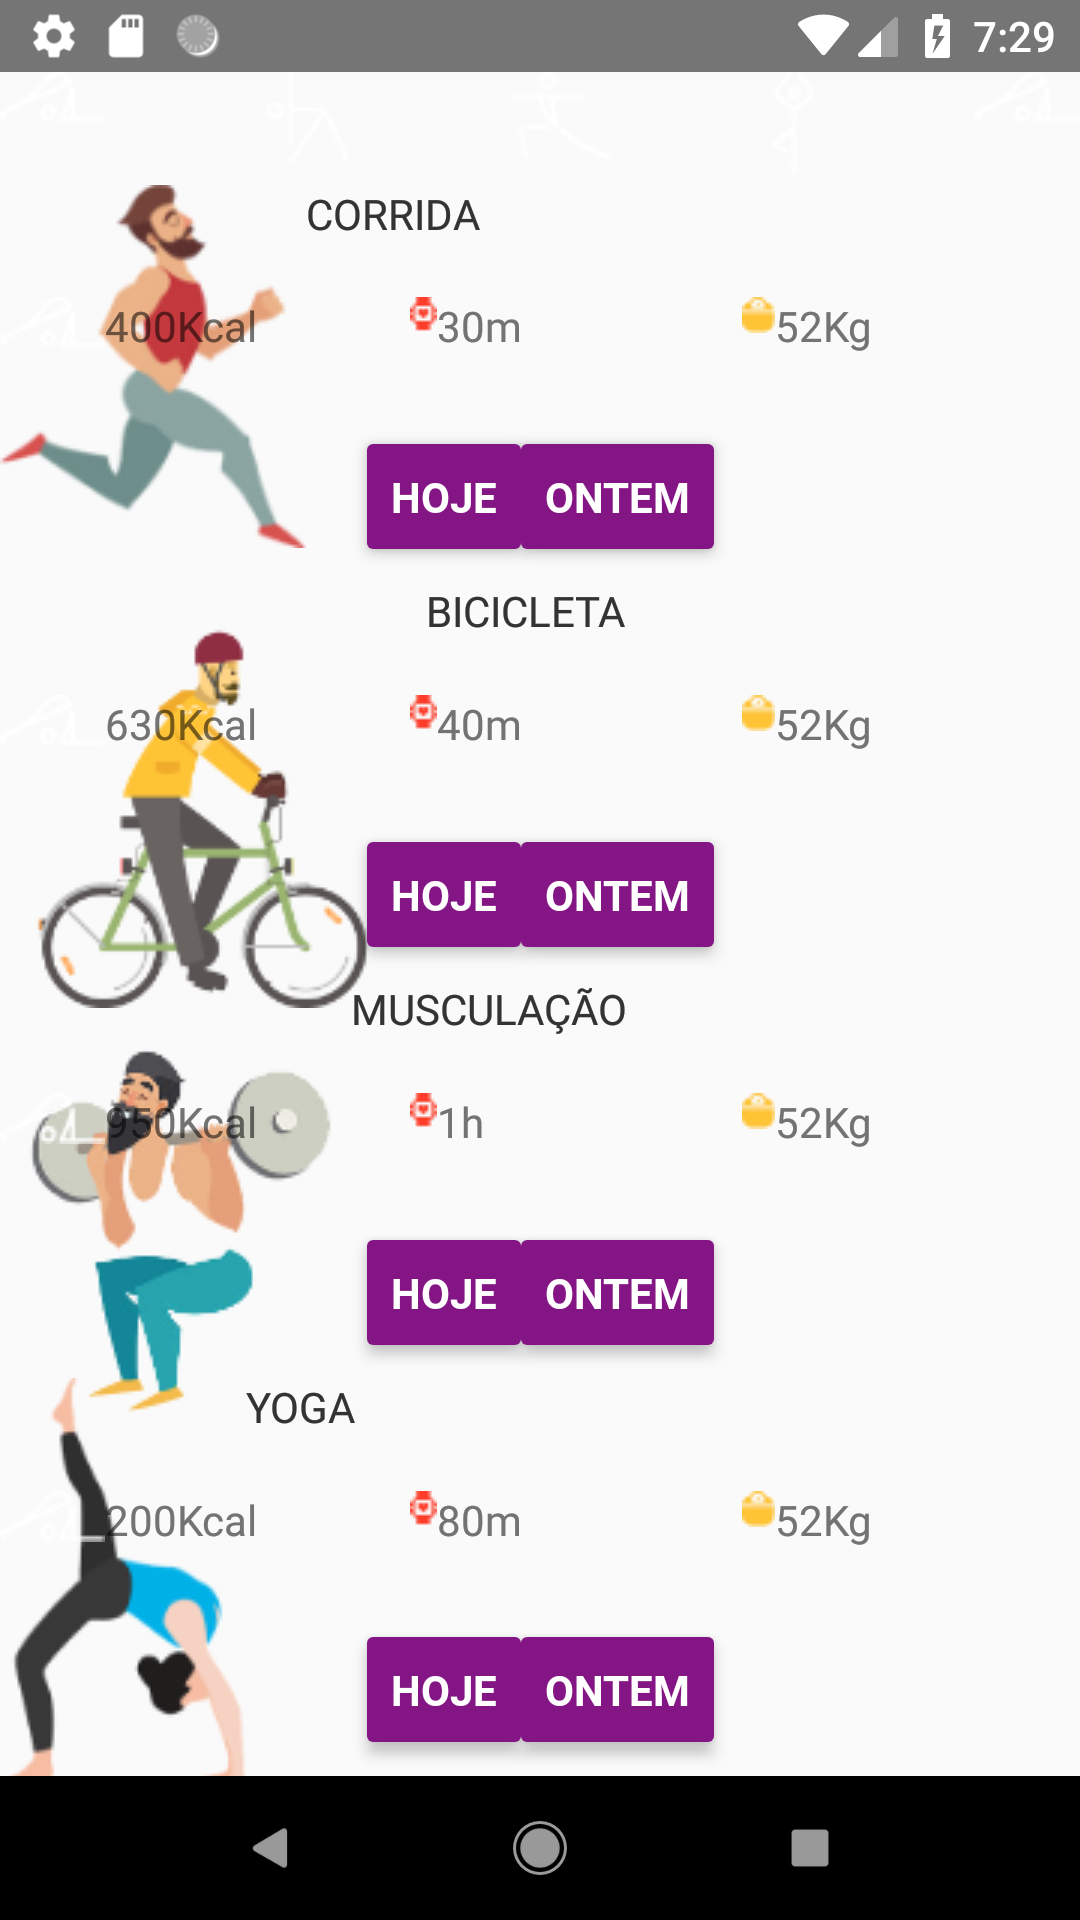 7:29
CORRIDA
400Kcal 30m 52Kg
HOJE ONTEM
BICICLETA
630Kcal 40m 52Kg
HOJE ONTEM
MUSCULAÇÃO
950Kcal 1h 52Kg
HOJE ONTEM
YOGA
200Kcal 80m 52Kg
HOJE ONTEM